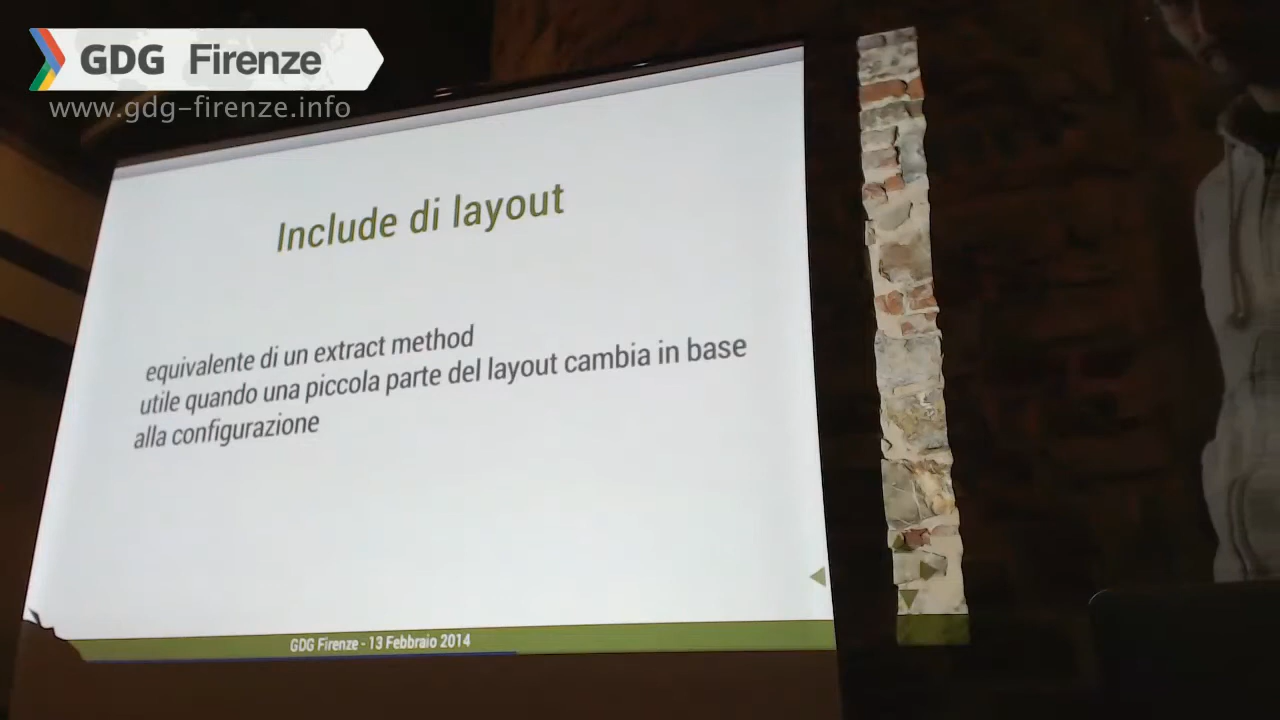 GDG Firenze
www.gdg-firenze.info
Include di layout
equivalente di un extract method
utile quando una piccola parte del layout cambia in base
alla configurazione
GDG Firenze - 13 Febbraio 2014